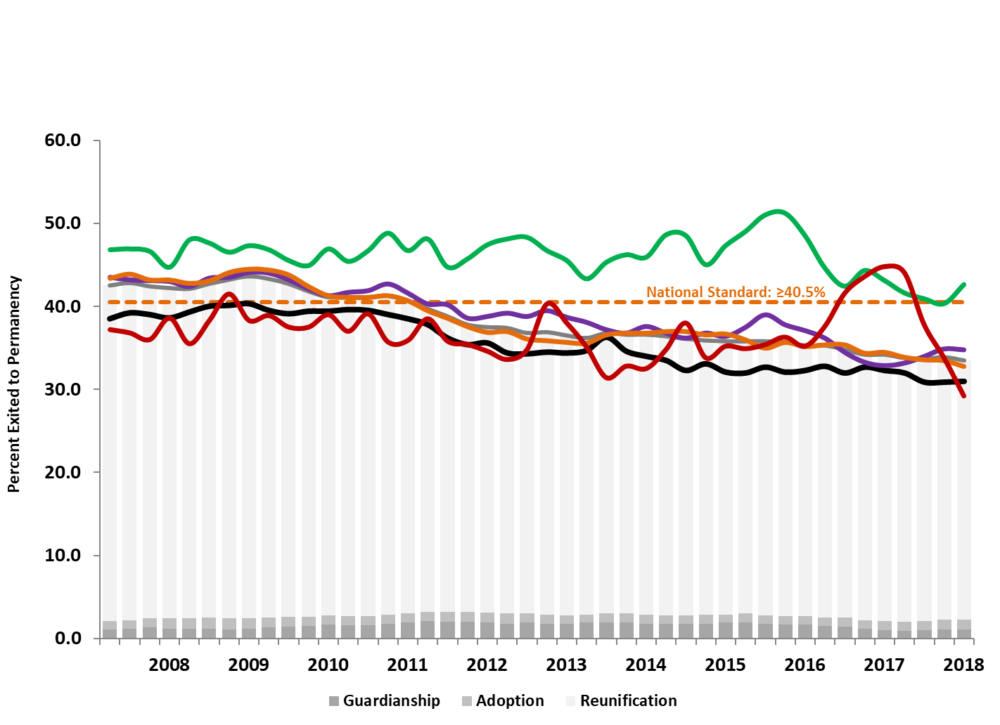 60.0
50.0
National Standard: ≥40.5%
40.0
30.0
20.0
10.0
0.0
Percent Exited to Permanency
2008 2009 2010 2011 2012 2013 2014 2015 2016 2017 2018
Guardianship Adoption Reunification